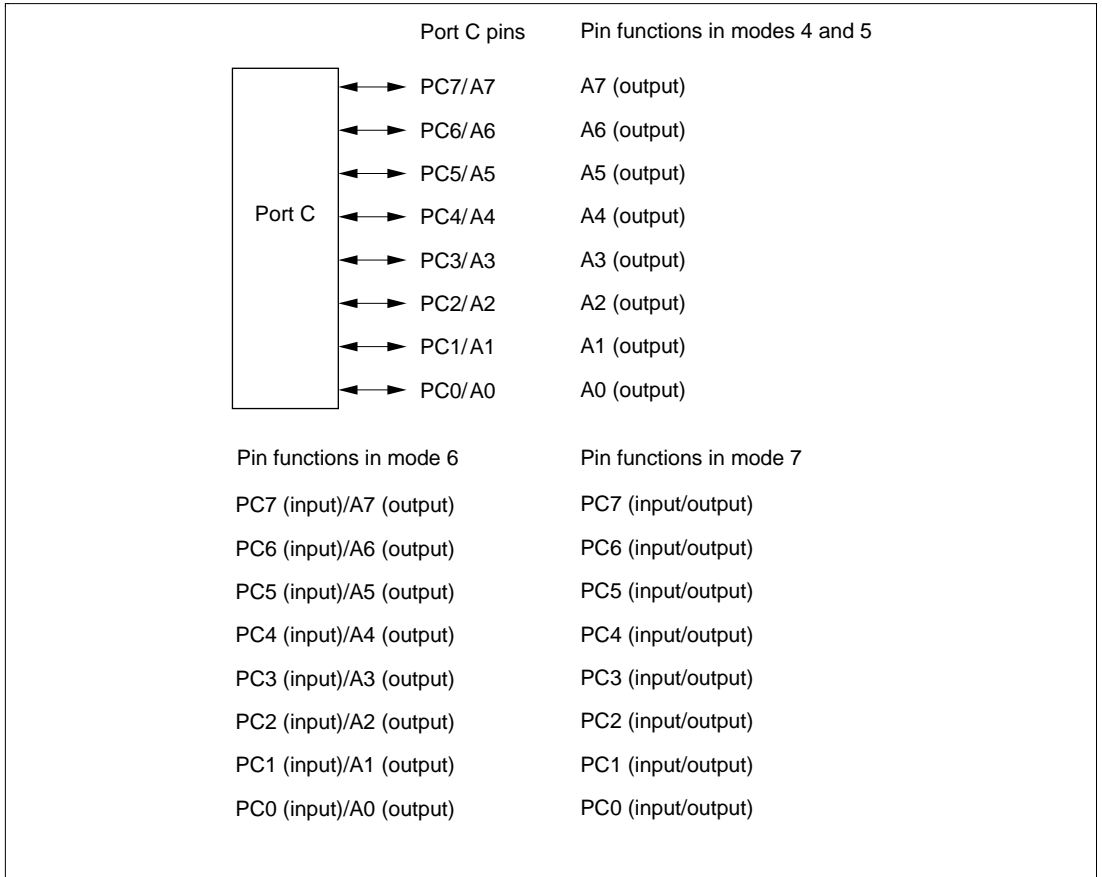 Port C pins Pin functions in modes 4 and 5
PC7/A7 A7 (output)
PC6/A6 A6 (output)
PC5/A5 A5 (output)
Port C PC4/A4 A4 (output)
PC3/A3 A3 (output)
PC2/A2 A2 (output)
PC1/A1 A1 (output)
PC0/A0 A0 (output)
Pin functions in mode 6 Pin functions in mode 7
PC7 (input)/A7 (output) PC7 (input/output)
PC6 (input)/A6 (output) PC6 (input/output)
PC5 (input)/A5 (output) PC5 (input/output)
PC4 (input)/A4 (output) PC4 (input/output)
PC3 (input)/A3 (output) PC3 (input/output)
PC2 (input)/A2 (output) PC2 (input/output)
PC1 (input)/A1 (output) PC1 (input/output)
PC0 (input)/A0 (output) PC0 (input/output)